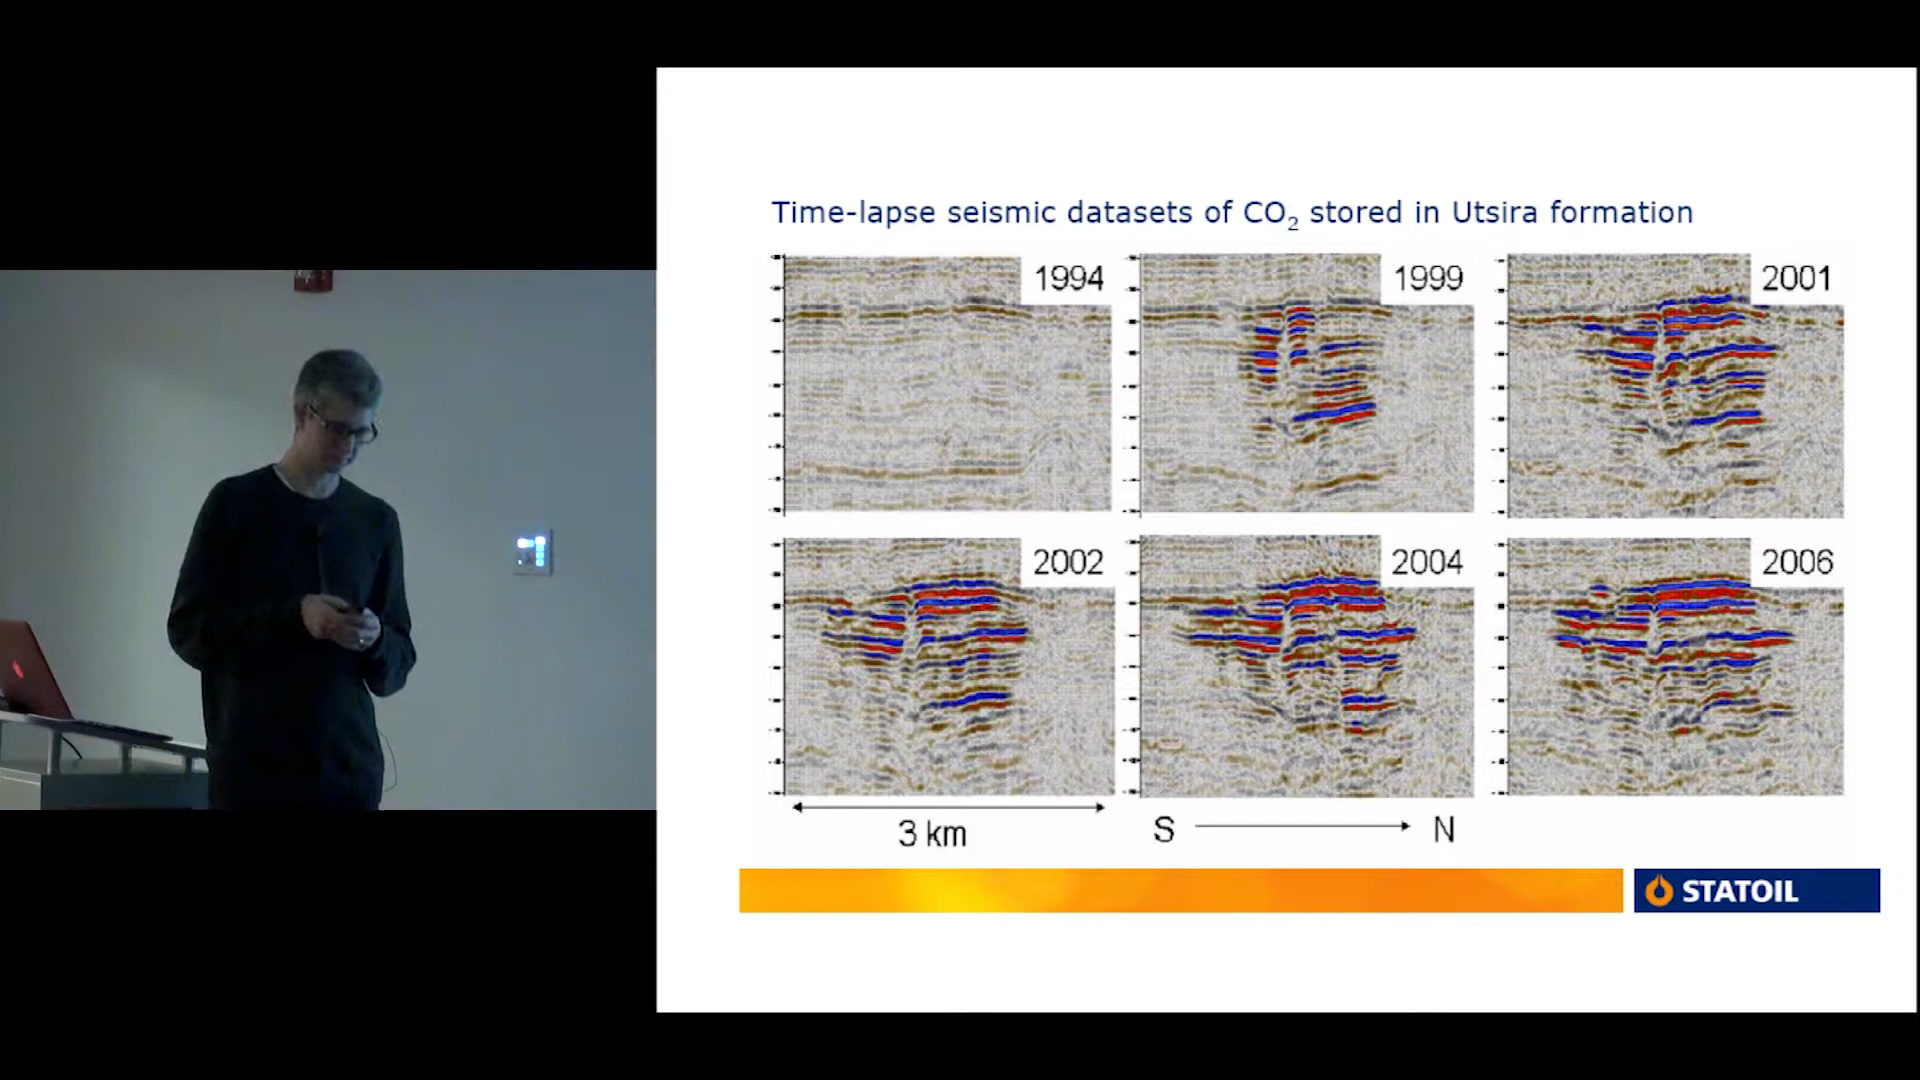 Time-lapse seismic datasets of CO₂ stored in Utsira formation
1994
1999
2001
2002
2004
2006
3 km
S
N
STATOIL